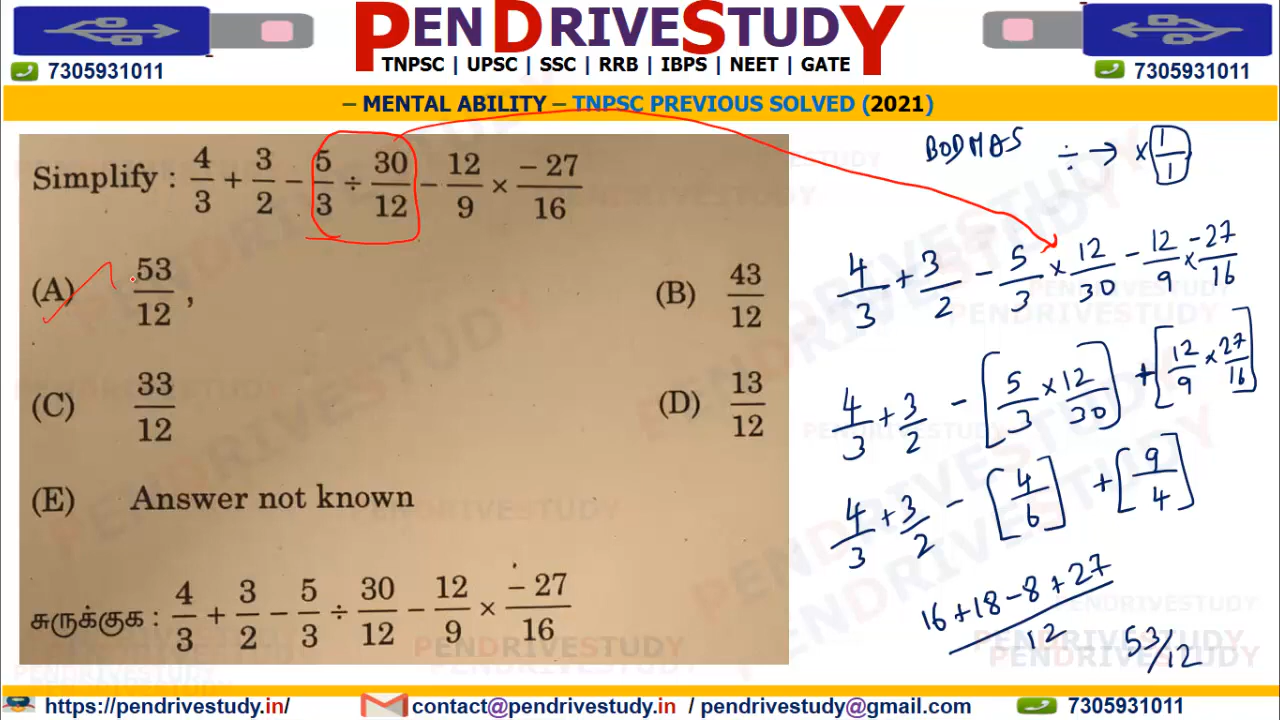 PENDRIVESTUDY
TNPSC | UPSC | SSC | RRB | IBPS | NEET | GATE
7305931011
7305931011
– MENTAL ABILITY – TNPSC PREVIOUS SOLVED (2021)
Simplify : 4/3 + 3/2 − 5/3 ÷ 30/12 − 12/9 × −27/16
(A) 53/12 ,
(B) 43/12
(C) 33/12
(D) 13/12
(E) Answer not known
சுருக்குக : 4/3 + 3/2 − 5/3 ÷ 30/12 − 12/9 × −27/16
BODMAS ÷ → × 1/1
4/3 + 3/2 − 5/3 × 12/30 − 12/9 × −27/16
4/3 + 3/2 − [5/3 × 12/30] + [12/9 × 27/16]
4/3 + 3/2 − [4/6] + [9/4]
16+18−8+27/12
53/12
https://pendrivestudy.in/
contact@pendrivestudy.in / pendrivestudy@gmail.com
7305931011